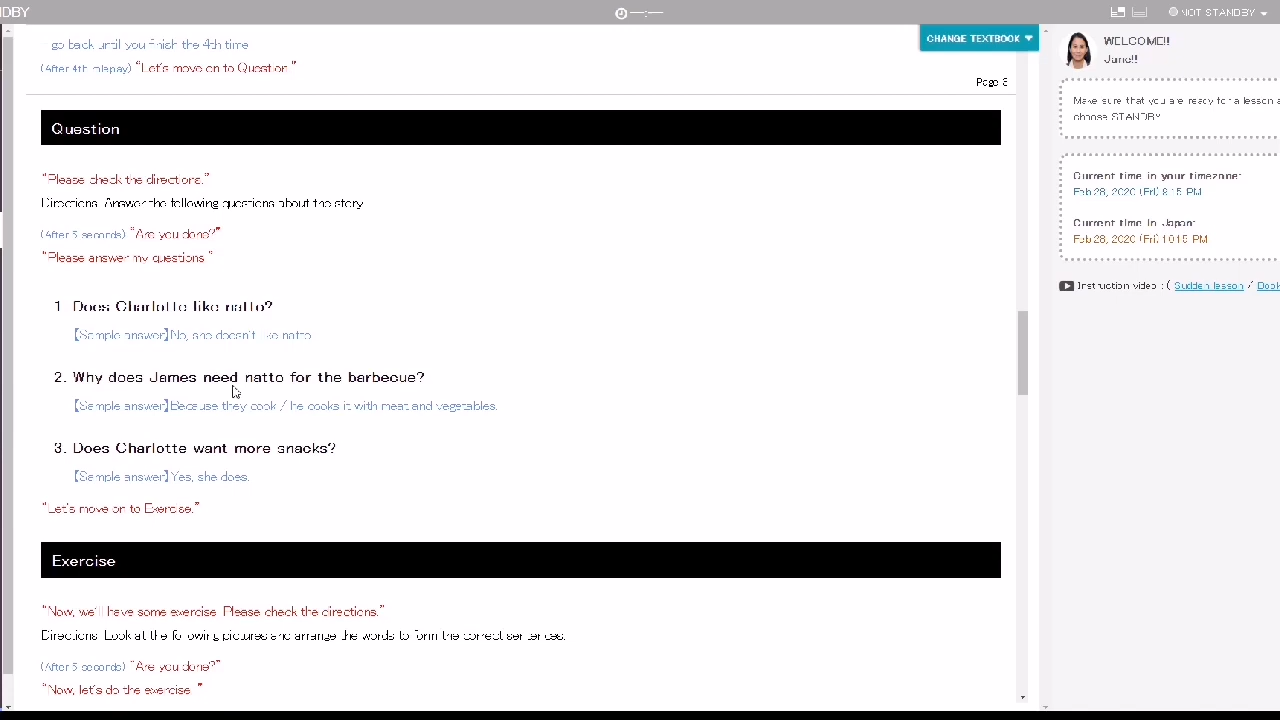 NDBY
--:--
NOT STANDBY
go back until you finish the 4th time
(After 4th rolepay) "Let's move on to Question."
CHANGE TEXTBOOK
Page 3
Question
"Please check the directions."
Directions: Answer the following questions about the story.
(After 5 seconds) "Are you done?"
"Please answer my questions."
1. Does Charlotte like natto?
【Sample answer】No, she doesn't like natto.
2. Why does James need natto for the barbecue?
【Sample answer】Because they cook / he cooks it with meat and vegetables.
3. Does Charlotte want more snacks?
【Sample answer】Yes, she does.
"Let's move on to Exercise."
Exercise
"Now, we'll have some exercise. Please check the directions."
Directions: Look at the following pictures and arrange the words to form the correct sentences.
(After 5 seconds) "Are you done?"
"Now, let's do the exercise."
WELCOME!!
Make sure that you are ready for a lesson a
choose STANDBY
Current time in your timezone:
Feb 28, 2020 (Fri) 9:15 PM
Current time in Japan:
Feb 28, 2020 (Fri) 10:15 PM
Instruction video : ( Sudden lesson / Book